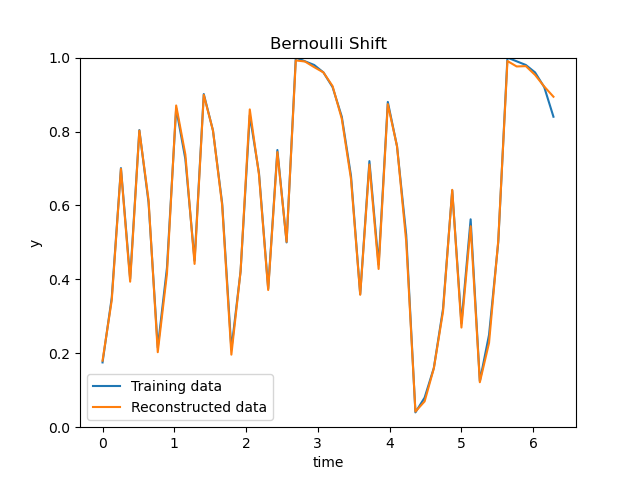 Bernoulli Shift
y
1.0
0.8
0.6
0.4
0.2
0.0
Training data
Reconstructed data
0 1 2 3 4 5 6
time